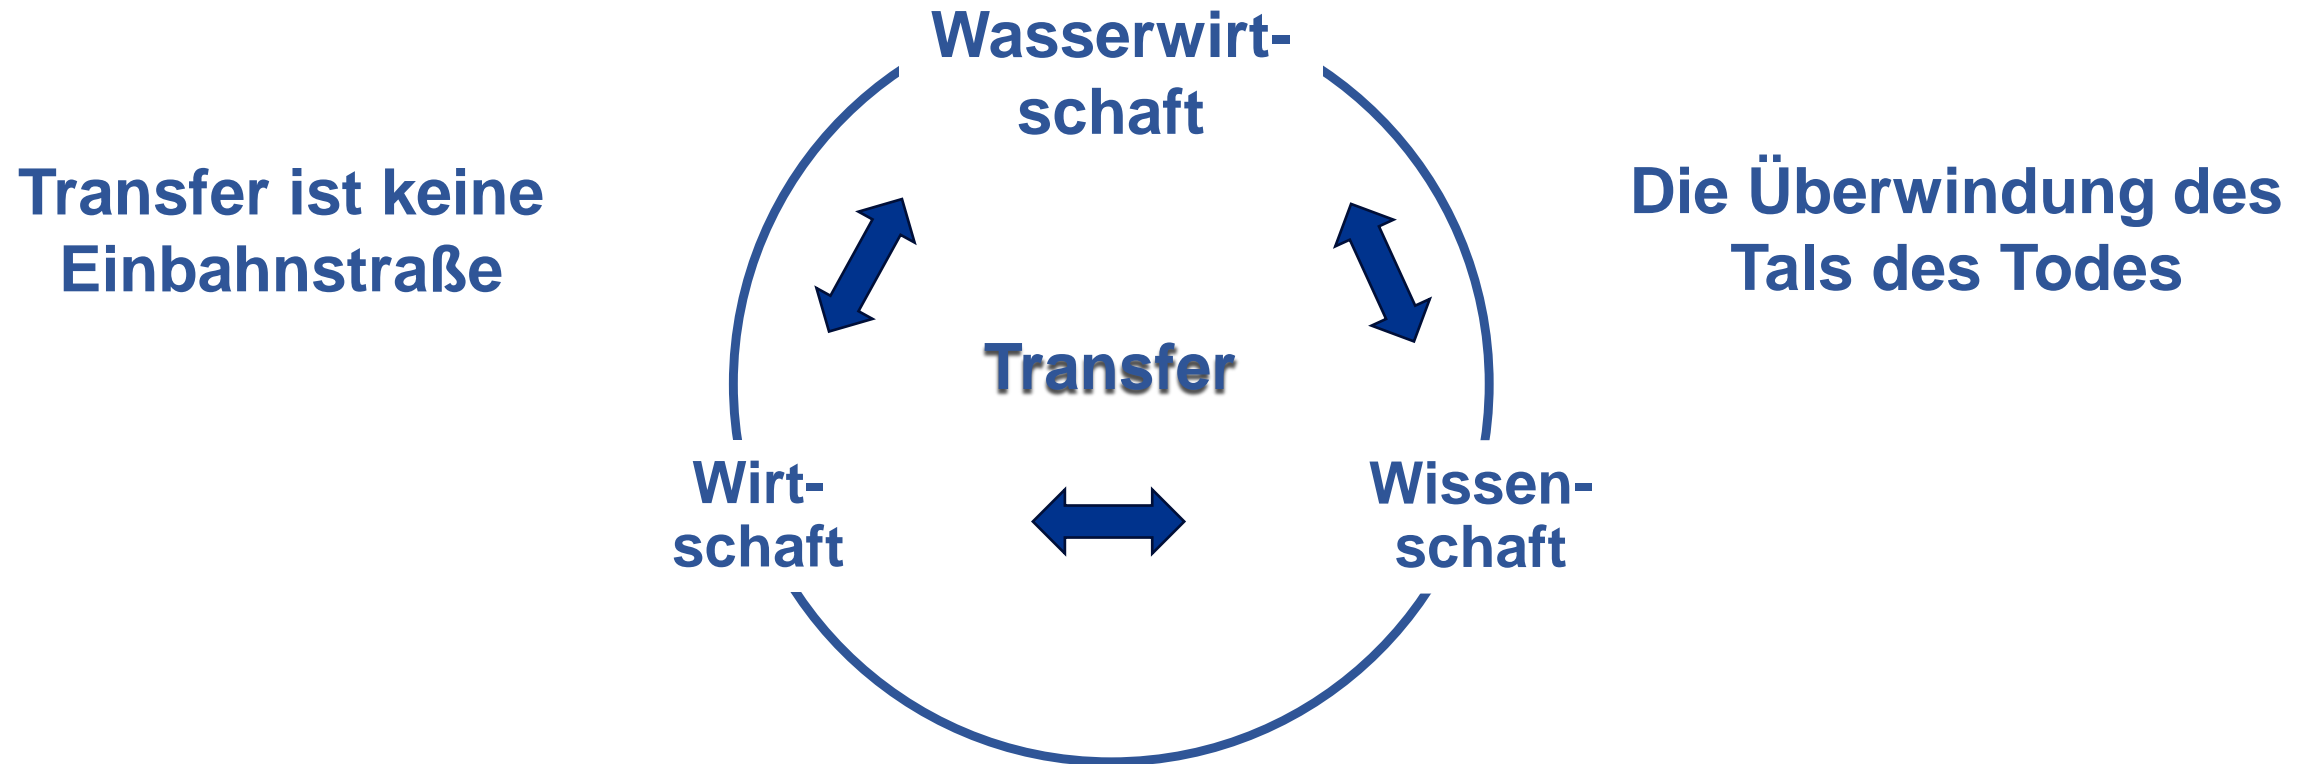 Wasserwirt-
schaft
Transfer ist keine
Einbahnstraße
Die Überwindung des
Tals des Todes
Transfer
Wirt-
schaft
Wissen-
schaft